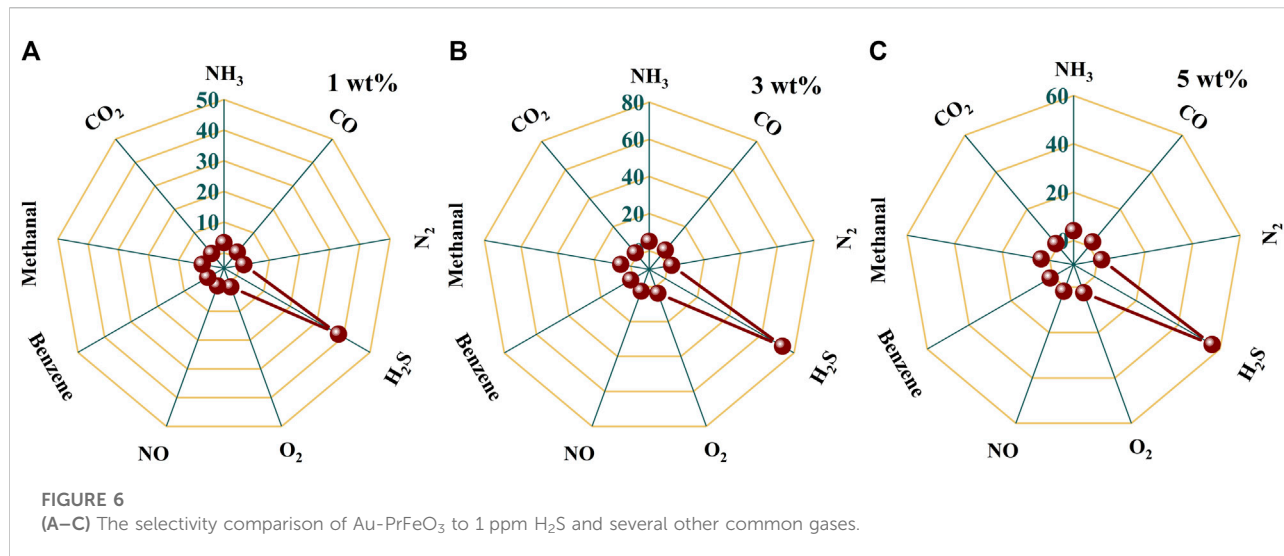 A
1 wt%
NH₃
CO
N₂
H₂S
O₂
NO
Benzene
Methanal
CO₂
50
40
30
20
10
B
3 wt%
NH₃
CO
N₂
H₂S
O₂
NO
Benzene
Methanal
CO₂
80
60
40
20
C
5 wt%
NH₃
CO
N₂
H₂S
O₂
NO
Benzene
Methanal
CO₂
60
40
20
FIGURE 6
(A–C) The selectivity comparison of Au-PrFeO₃ to 1 ppm H₂S and several other common gases.